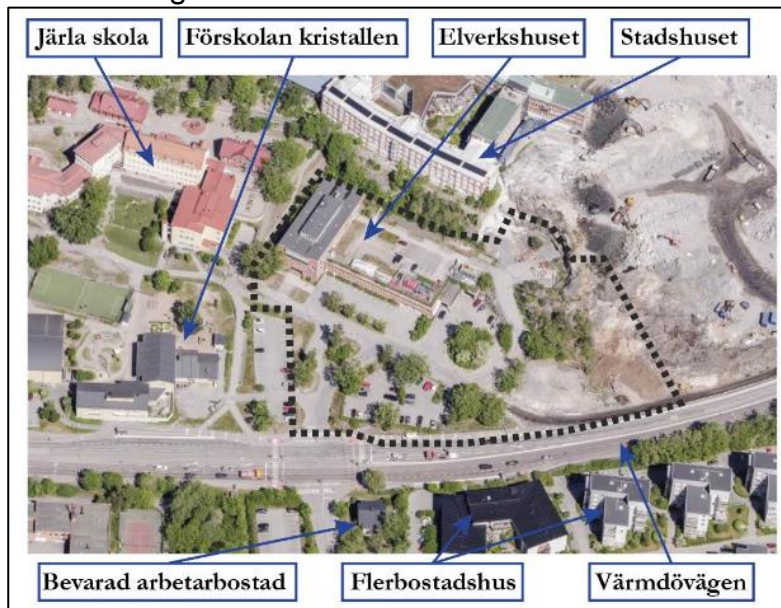 Järla skola
Förskolan kristallen
Elverkshuset
Stadshuset
Bevarad arbetarbostad
Flerbostadshus
Värmdövägen